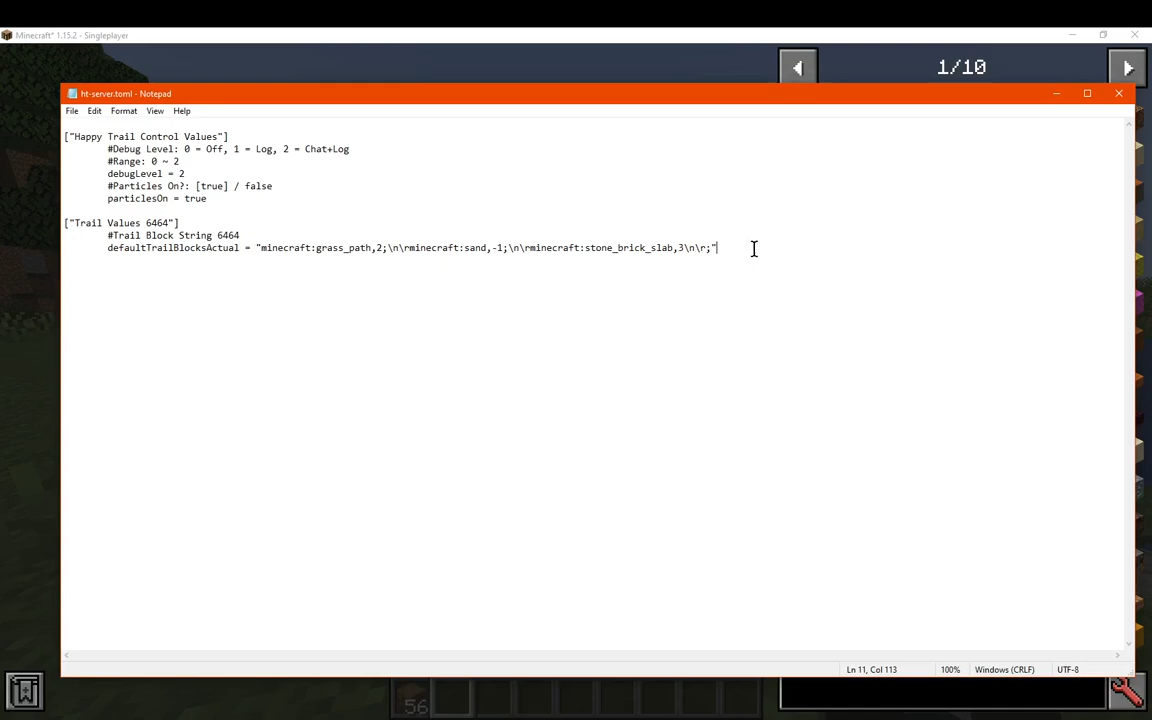 Minecraft* 1.15.2 - Singleplayer
1/10
ht-server.toml - Notepad
File Edit Format View Help
["Happy Trail Control Values"]
#Debug Level: 0 = Off, 1 = Log, 2 = Chat+Log
#Range: 0 ~ 2
debugLevel = 2
#Particles On?: [true] / false
particlesOn = true
["Trail Values 6464"]
#Trail Block String 6464
defaultTrailBlocksActual = "minecraft:grass_path,2;\n\rminecraft:sand,-1;\n\rminecraft:stone_brick_slab,3\n\r;"
Ln 11, Col 113 100% Windows (CRLF) UTF-8
56